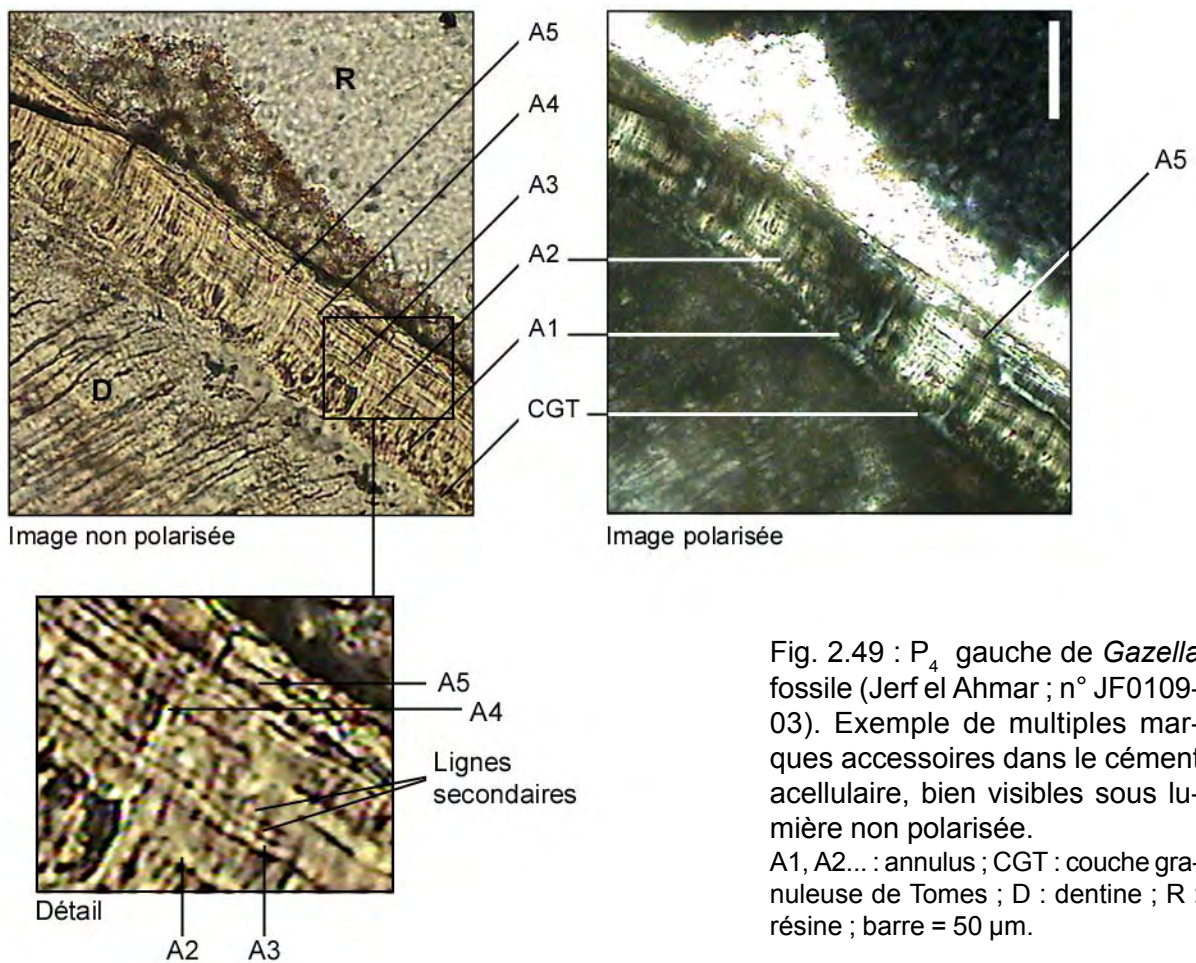 A5
R
A4
A3
A5
A2
A1
D
CGT
Image non polarisée
Image polarisée
A5
A4
Lignes
secondaires
Détail
A2
A3
Fig. 2.49 : P4 gauche de Gazella
fossile (Jerf el Ahmar ; n° JF0109-
03). Exemple de multiples mar-
ques accessoires dans le cément
acellulaire, bien visibles sous lu-
mière non polarisée.
A1, A2... : annulus ; CGT : couche gra-
nuleuse de Tomes ; D : dentine ; R :
résine ; barre = 50 µm.